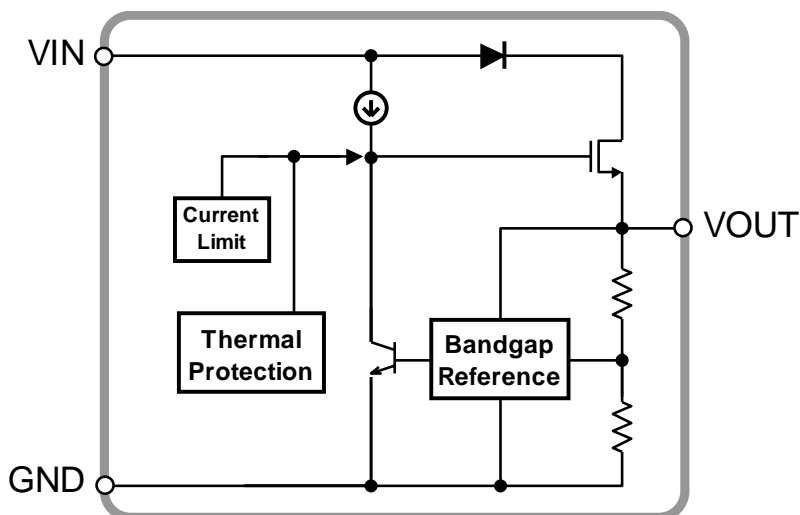 VIN
Current
Limit
VOUT
Thermal
Protection
Bandgap
Reference
GND